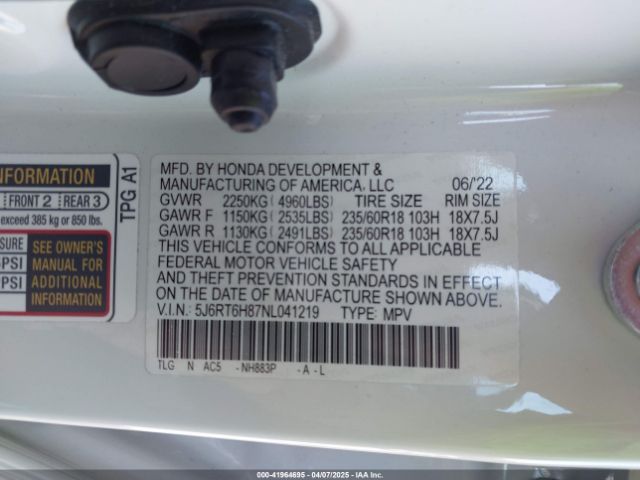 NFORMATION
FRONT 2 REAR 3
exceed 385 kg or 850 lbs.
SURE
PSI
PSI
SEE OWNER'S
MANUAL FOR
ADDITIONAL
INFORMATION
TPG A1
MFD. BY HONDA DEVELOPMENT &
MANUFACTURING OF AMERICA, LLC 06/'22
GVWR 2250KG( 4960LBS) TIRE SIZE RIM SIZE
GAWR F 1150KG( 2535LBS) 235/60R18 103H 18X7.5J
GAWR R 1130KG( 2491LBS) 235/60R18 103H 18X7.5J
THIS VEHICLE CONFORMS TO ALL APPLICABLE
FEDERAL MOTOR VEHICLE SAFETY
AND THEFT PREVENTION STANDARDS IN EFFECT
ON THE DATE OF MANUFACTURE SHOWN ABOVE.
V.I.N.: 5J6RT6H87NL041219 TYPE: MPV
TLG N AC5 -NH883P -A-L
000-41964695 - 04/07/2025 - IAAI, Inc.